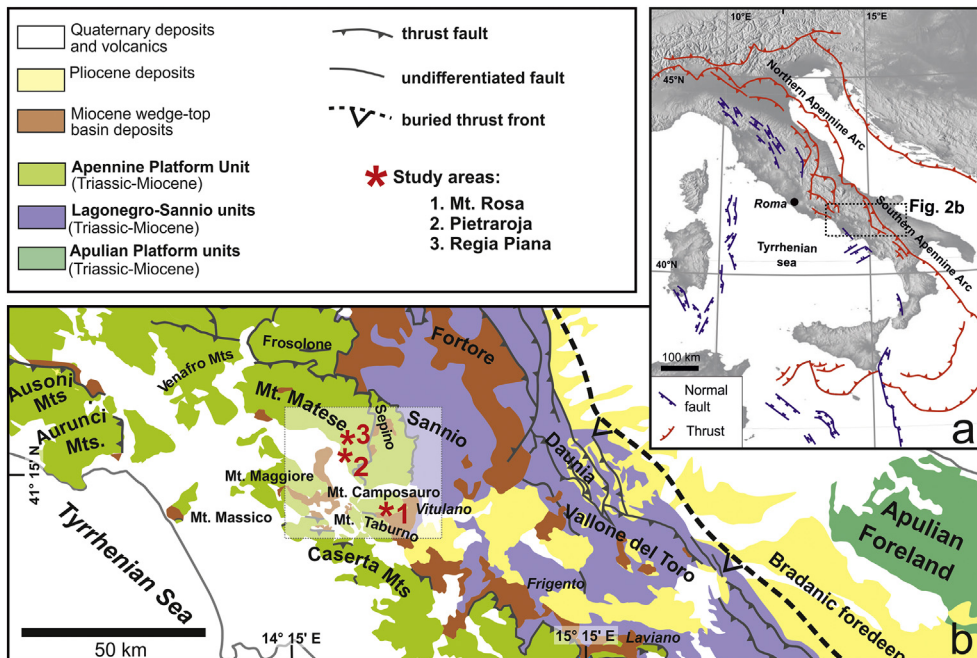 Quaternary deposits
and volcanics
Pliocene deposits
Miocene wedge-top
basin deposits
Apennine Platform Unit
(Triassic-Miocene)
Lagonegro-Sannio units
(Triassic-Miocene)
Apulian Platform units
(Triassic-Miocene)
thrust fault
undifferentiated fault
buried thrust front
* Study areas:
1. Mt. Rosa
2. Pietraroja
3. Regia Piana
10°E
15°E
45°N
Northern Apennine Arc
Roma
Fig. 2b
Southern Apennine Arc
Tyrrhenian
sea
40°N
100 km
Normal
fault
Thrust
a
Frosolone
Fortore
Venafro Mts
Ausoni
Mts
Mt. Matese
Sepino
Sannio
Aurunci
Mts.
*3
*2
Daunia
41° 15' N
Mt. Maggiore
Mt. Camposauro
*1
Vitulano
Mt. Massico
Mt.
Taburno
Vallone del Toro
Apulian
Foreland
Tyrrhenian Sea
Caserta Mts
Frigento
Bradanic foredeep
14° 15' E
15° 15' E
Laviano
50 km
b